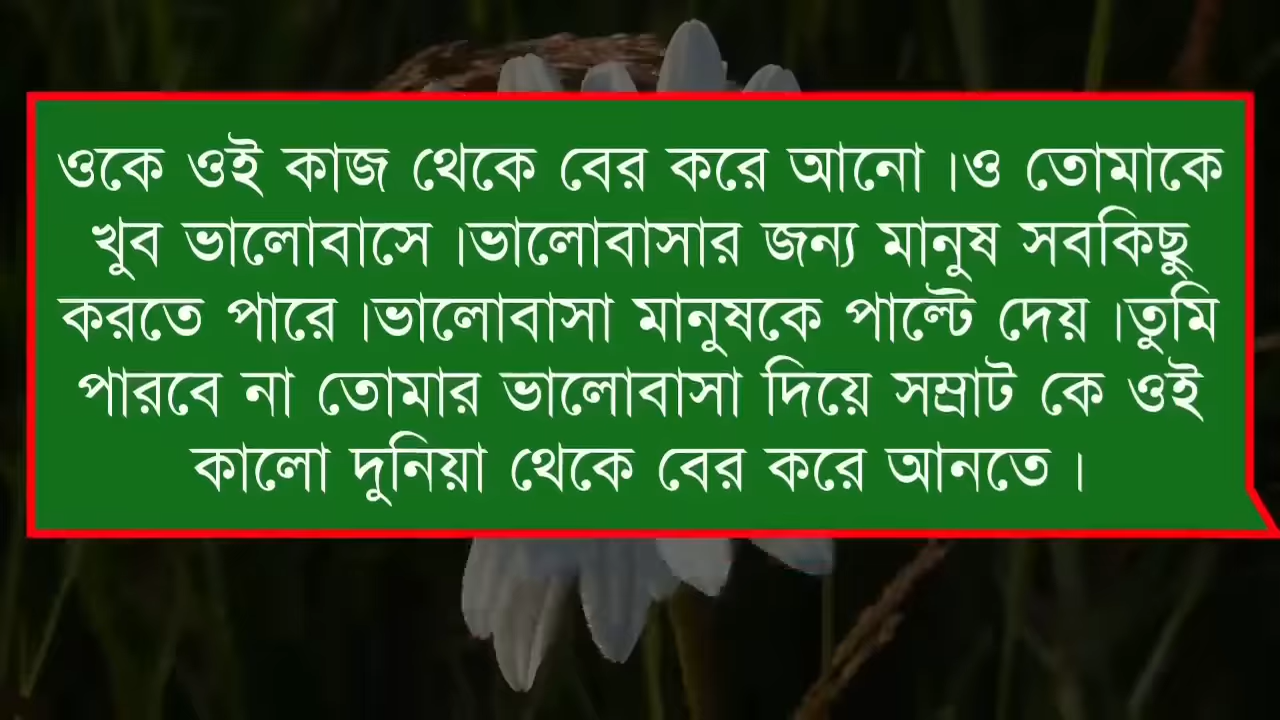 ওকে ওই কাজ থেকে বের করে আনো।ও তোমাকে
খুব ভালোবাসে।ভালোবাসার জন্য মানুষ সবকিছু
করতে পারে।ভালোবাসা মানুষকে পাল্টে দেয়।তুমি
পারবে না তোমার ভালোবাসা দিয়ে সম্রাট কে ওই
কালো দুনিয়া থেকে বের করে আনতে।